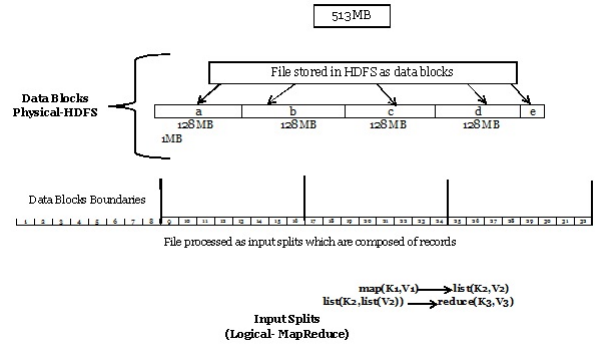 513MB
File stored in HDFS as data blocks
Data Blocks
Physical-HDFS
a b c d e
128MB 128MB 128MB 128MB
1MB
Data Blocks Boundaries
1 2 3 4 5 6 7 8 9 10 11 12 13 14 15 16 17 18 19 20 21 22 23 24 25 26 27 28 29 30 31 32
File processed as input splits which are composed of records
map(K1,V1) list(K2,V2)
list(K2,list(V2)) reduce(K3,V3)
Input Splits
(Logical- MapReduce)